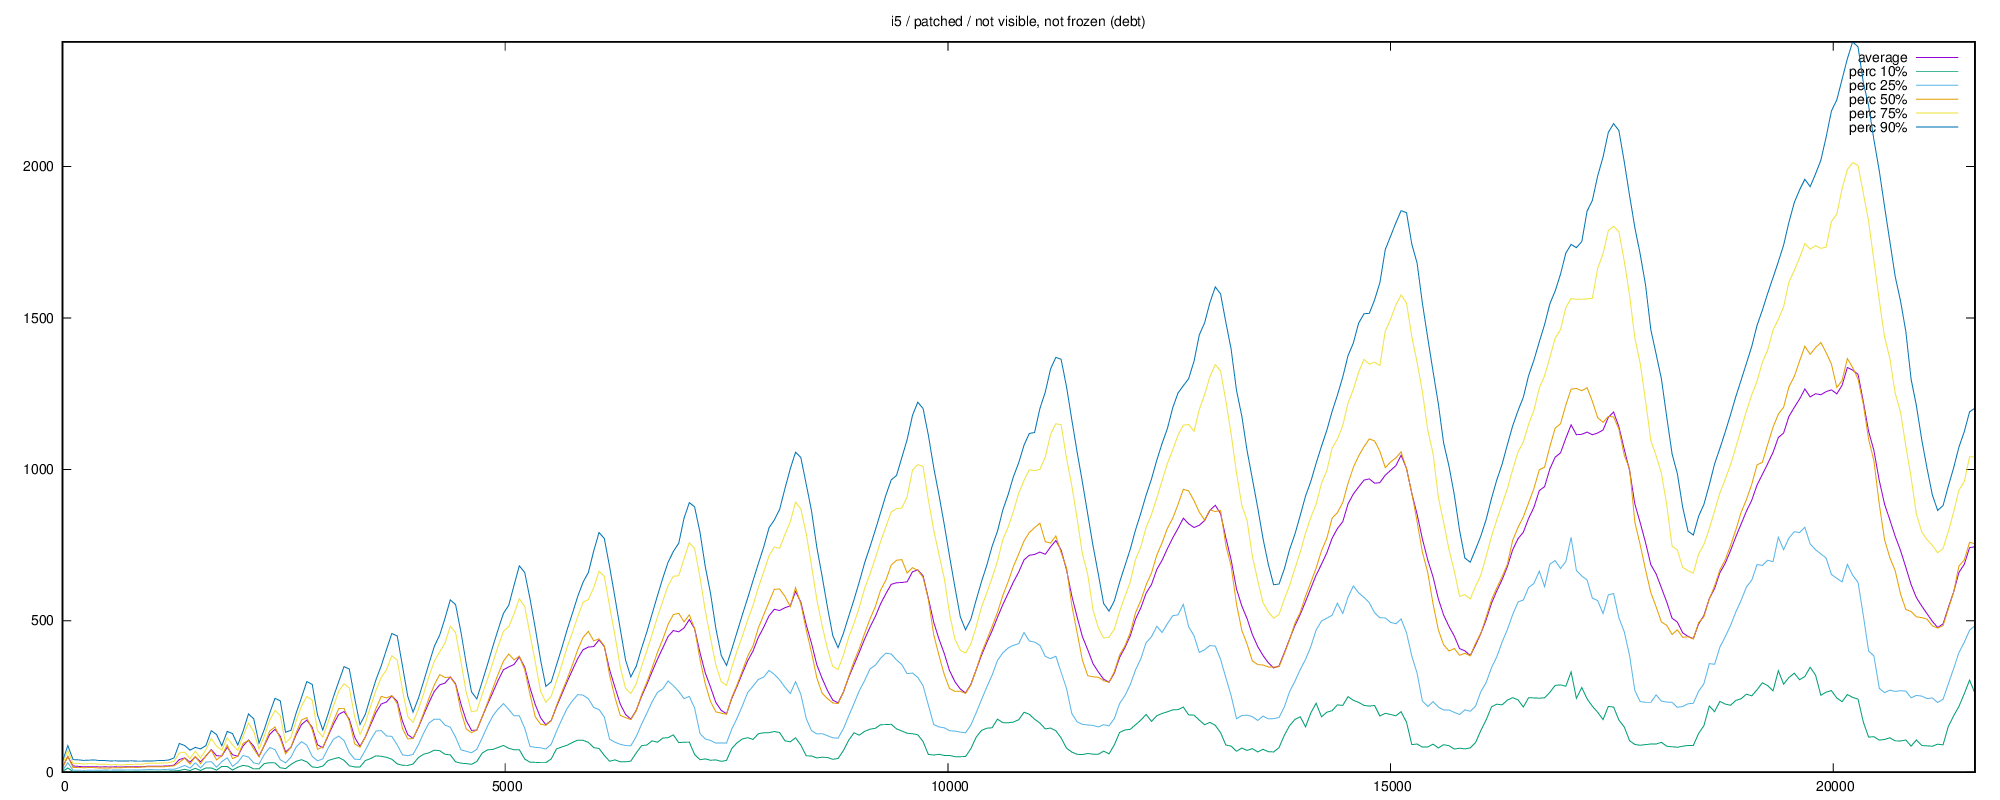 i5 / patched / not visible, not frozen (debt)
average
perc 10%
perc 25%
perc 50%
perc 75%
perc 90%
2000
1500
1000
500
0
0 5000 10000 15000 20000